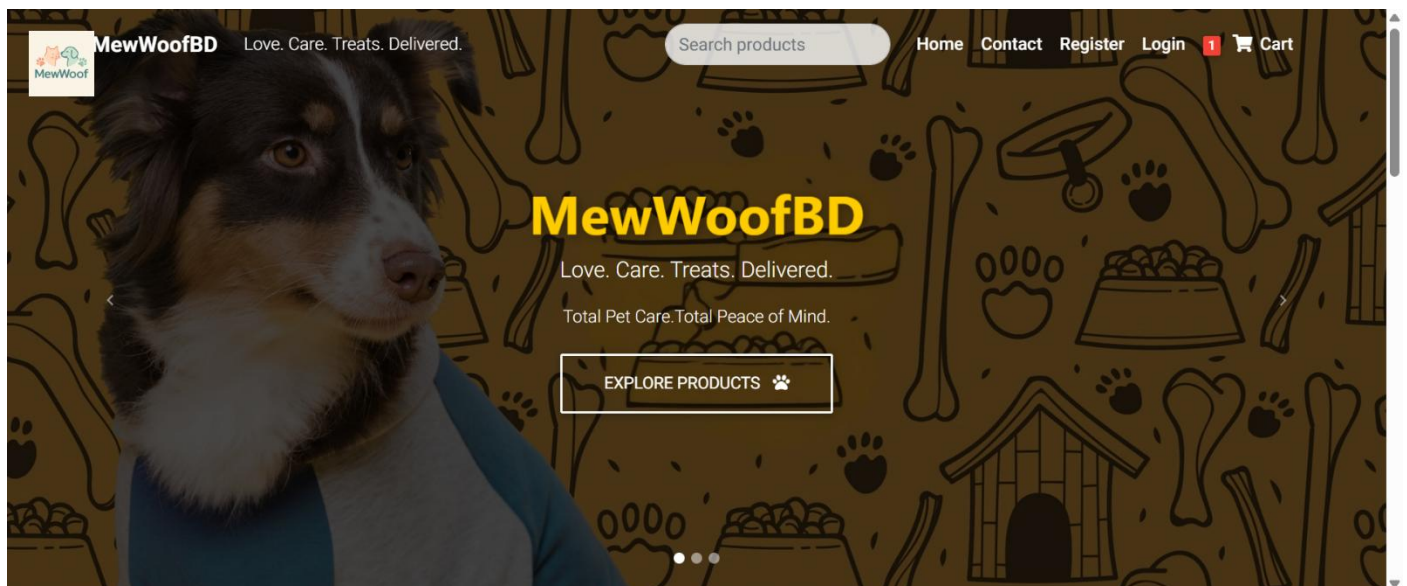 MewWoof
MewWoofBD Love. Care. Treats. Delivered. Search products Home Contact Register Login 1 Cart
MewWoofBD
Love. Care. Treats. Delivered.
Total Pet Care.Total Peace of Mind.
EXPLORE PRODUCTS